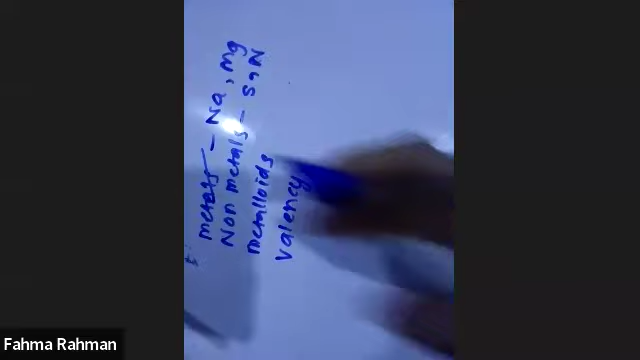 metals - Na, Mg
Non metals - S, N
metalloids
valency
Fahma Rahman